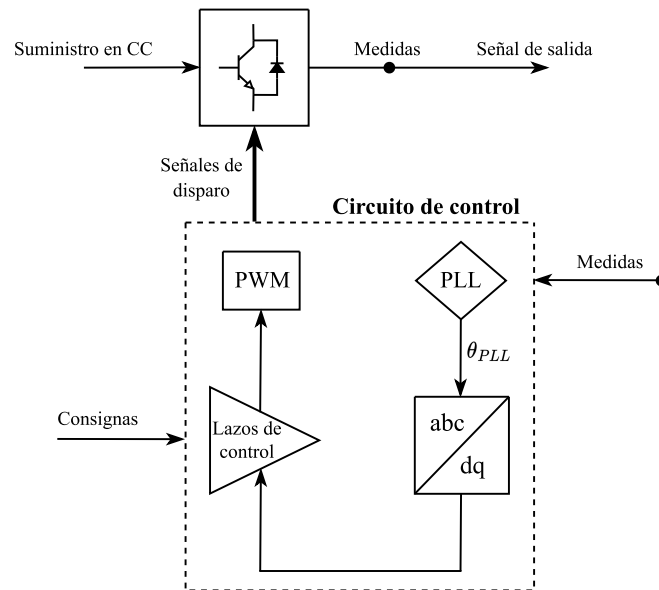 Suministro en CC
Medidas
Señal de salida
Señales de
disparo
Circuito de control
PWM
PLL
Medidas
θPLL
Consignas
Lazos de
control
abc
dq